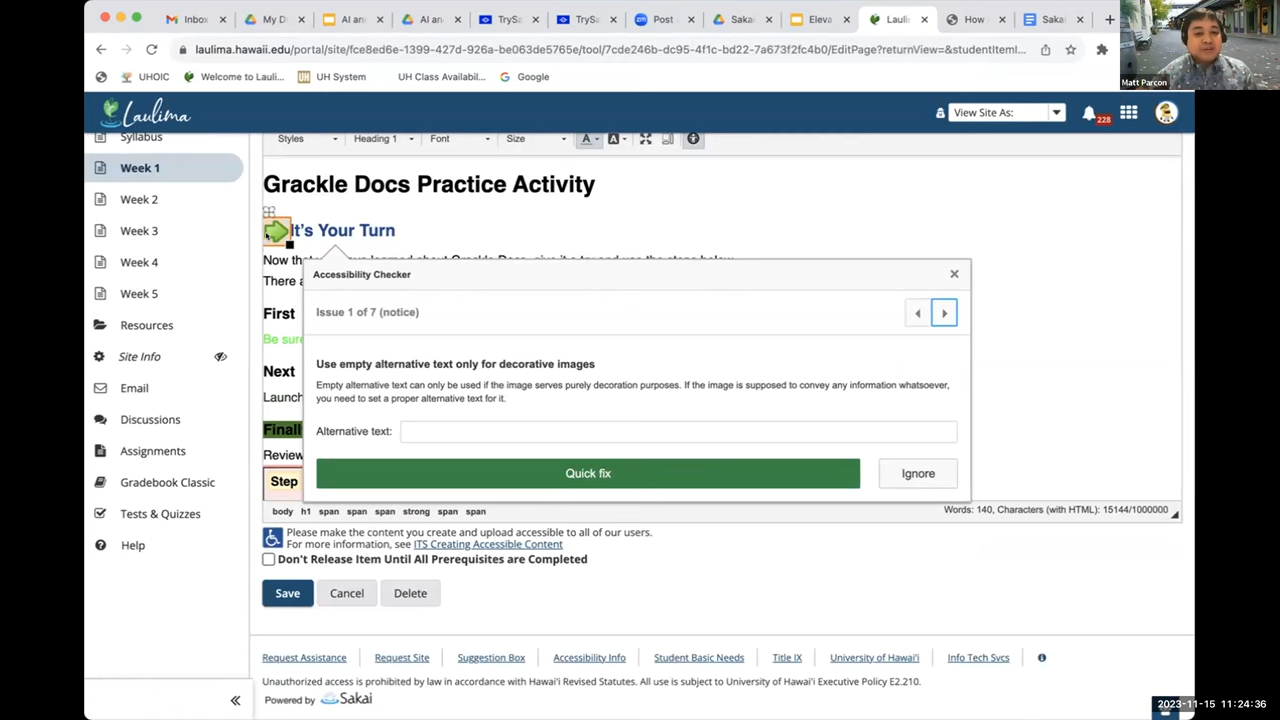 Inbox
My D
AI an
AI an
TrySa
TrySa
Post
Saka
Eleva
Lauli
How
Saka
laulima.hawaii.edu/portal/site/fce8ed6e-1399-427d-926a-be063de5765e/tool/7cde246b-dc95-4f1c-bd22-7a673f2fc4b0/EditPage?returnView=&studentItemI...
UHOIC
Welcome to Lauli...
UH System
UH Class Availabil...
Google
Matt Parcon
Laulima
View Site As:
228
Syllabus
Week 1
Week 2
Week 3
Week 4
Week 5
Resources
Site Info
Email
Discussions
Assignments
Gradebook Classic
Tests & Quizzes
Help
Styles
Heading 1
Font
Size
A
A
Grackle Docs Practice Activity
It's Your Turn
There a
First
Be sure
Next
Launch
Finall
Review
Step
Accessibility Checker
Issue 1 of 7 (notice)
Use empty alternative text only for decorative images
Empty alternative text can only be used if the image serves purely decoration purposes. If the image is supposed to convey any information whatsoever,
you need to set a proper alternative text for it.
Alternative text:
Quick fix
Ignore
body h1 span span span strong span span
Words: 140, Characters (with HTML): 15144/1000000
Please make the content you create and upload accessible to all of our users.
For more information, see ITS Creating Accessible Content
Don't Release Item Until All Prerequisites are Completed
Save
Cancel
Delete
Request Assistance
Request Site
Suggestion Box
Accessibility Info
Student Basic Needs
Title IX
University of Hawai'i
Info Tech Svcs
Unauthorized access is prohibited by law in accordance with Hawai'i Revised Statutes. All use is subject to University of Hawai'i Executive Policy E2.210.
Powered by Sakai
2023-11-15 11:24:36